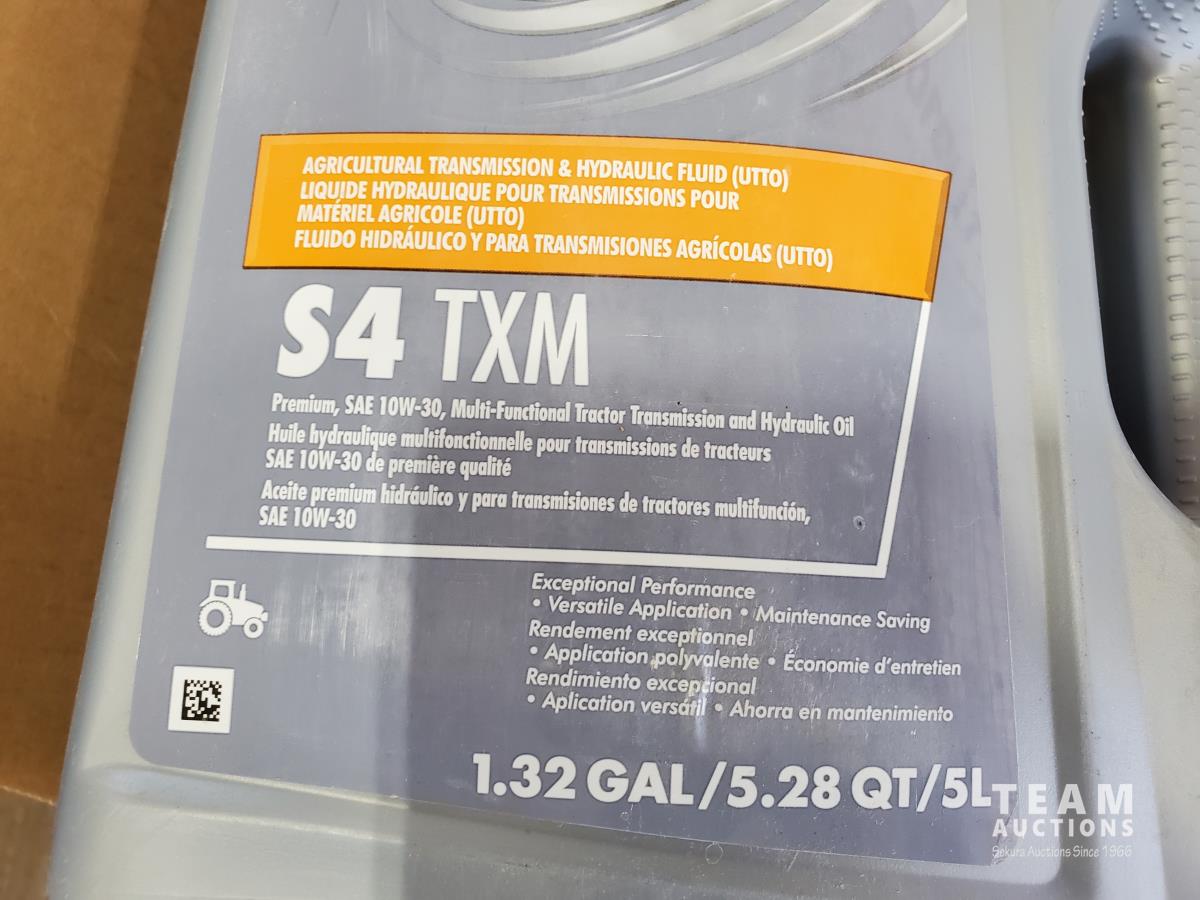 AGRICULTURAL TRANSMISSION & HYDRAULIC FLUID (UTTO)
LIQUIDE HYDRAULIQUE POUR TRANSMISSIONS POUR
MATÉRIEL AGRICOLE (UTTO)
FLUIDO HIDRÁULICO Y PARA TRANSMISIONES AGRÍCOLAS (UTTO)
S4 TXM
Premium, SAE 10W-30, Multi-Functional Tractor Transmission and Hydraulic Oil
Huile hydraulique multifonctionnelle pour transmissions de tracteurs
SAE 10W-30 de première qualité
Aceite premium hidráulico y para transmisiones de tractores multifunción,
SAE 10W-30
Exceptional Performance
• Versatile Application • Maintenance Saving
Rendement exceptionnel
• Application polyvalente • Économie d'entretien
Rendimiento excepcional
• Aplication versátil • Ahorra en mantenimiento
1.32 GAL/5.28 QT/5L
TEAM
AUCTIONS
Sekura Auctions Since 1966